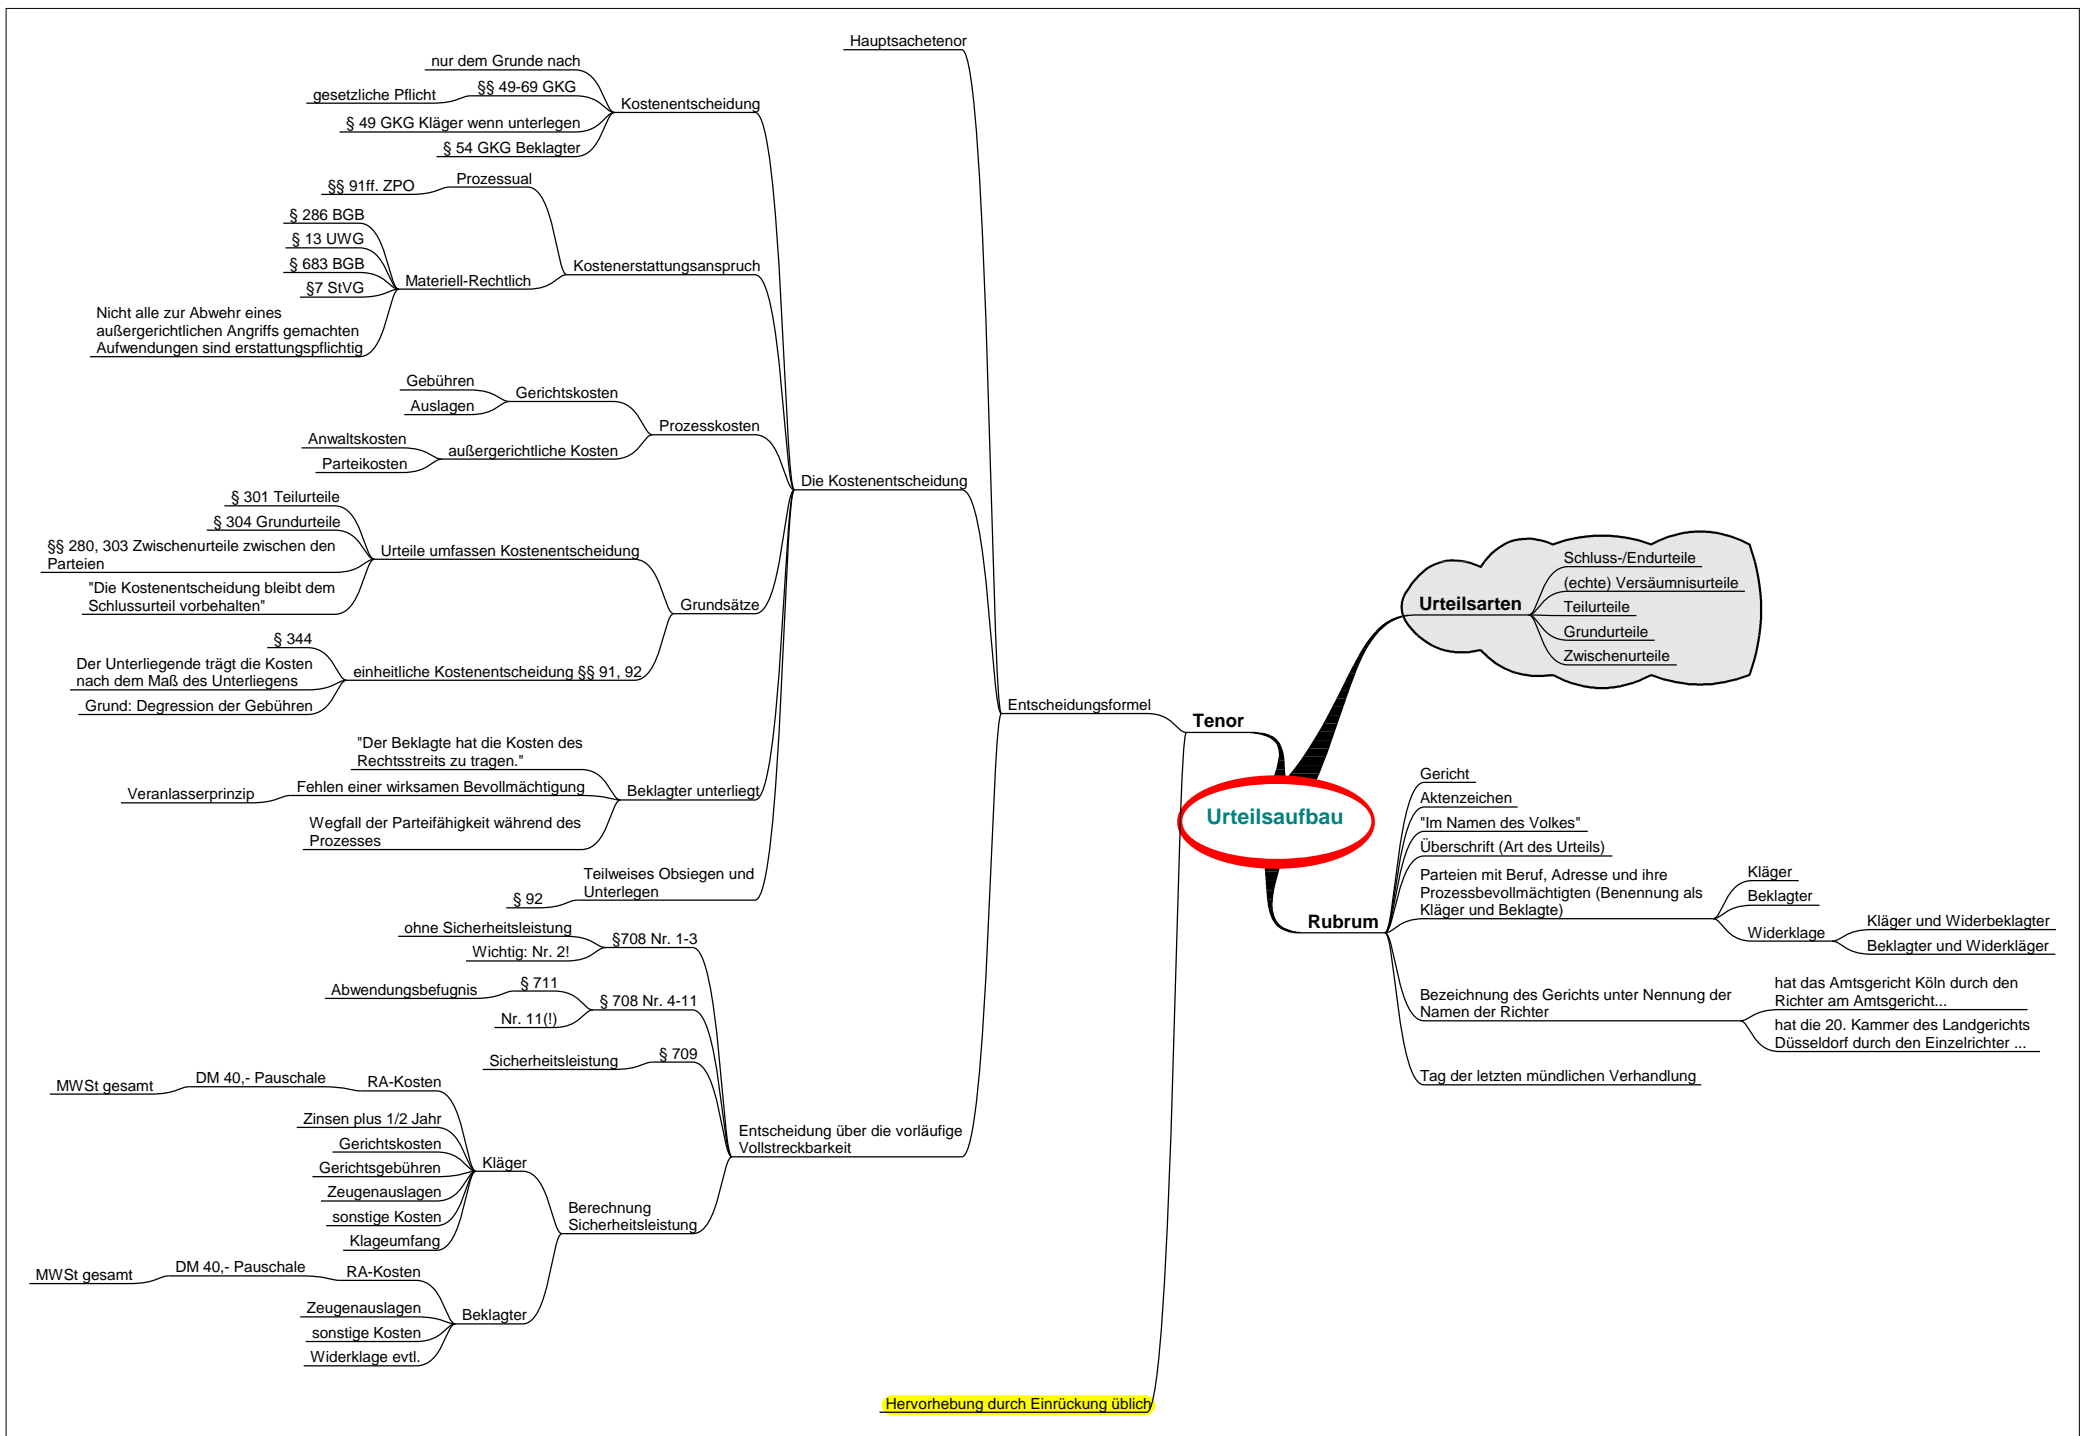 Urteilsaufbau
Urteilsarten
Schluss-/Endurteile
(echte) Versäumnisurteile
Teilurteile
Grundurteile
Zwischenurteile
Rubrum
Gericht
Aktenzeichen
"Im Namen des Volkes"
Überschrift (Art des Urteils)
Parteien mit Beruf, Adresse und ihre
Prozessbevollmächtigten (Benennung als
Kläger und Beklagte)
Kläger
Beklagter
Widerklage
Kläger und Widerbeklagter
Beklagter und Widerkläger
Bezeichnung des Gerichts unter Nennung der
Namen der Richter
hat das Amtsgericht Köln durch den
Richter am Amtsgericht...
hat die 20. Kammer des Landgerichts
Düsseldorf durch den Einzelrichter ...
Tag der letzten mündlichen Verhandlung
Tenor
Entscheidungsformel
Hauptsachetenor
Die Kostenentscheidung
Kostenentscheidung
nur dem Grunde nach
§§ 49-69 GKG
gesetzliche Pflicht
§ 49 GKG Kläger wenn unterlegen
§ 54 GKG Beklagter
Kostenerstattungsanspruch
Prozessual
§§ 91ff. ZPO
Materiell-Rechtlich
§ 286 BGB
§ 13 UWG
§ 683 BGB
§7 StVG
Nicht alle zur Abwehr eines
außergerichtlichen Angriffs gemachten
Aufwendungen sind erstattungspflichtig
Prozesskosten
Gerichtskosten
Gebühren
Auslagen
außergerichtliche Kosten
Anwaltskosten
Parteikosten
Grundsätze
Urteile umfassen Kostenentscheidung
§ 301 Teilurteile
§ 304 Grundurteile
§§ 280, 303 Zwischenurteile zwischen den
Parteien
"Die Kostenentscheidung bleibt dem
Schlussurteil vorbehalten"
einheitliche Kostenentscheidung §§ 91, 92
§ 344
Der Unterliegende trägt die Kosten
nach dem Maß des Unterliegens
Grund: Degression der Gebühren
Beklagter unterliegt
"Der Beklagte hat die Kosten des
Rechtsstreits zu tragen."
Fehlen einer wirksamen Bevollmächtigung
Veranlasserprinzip
Wegfall der Parteifähigkeit während des
Prozesses
Teilweises Obsiegen und
Unterlegen
§ 92
Entscheidung über die vorläufige
Vollstreckbarkeit
§708 Nr. 1-3
ohne Sicherheitsleistung
Wichtig: Nr. 2!
§ 708 Nr. 4-11
§ 711
Abwendungsbefugnis
Nr. 11(!)
§ 709
Sicherheitsleistung
Berechnung
Sicherheitsleistung
Kläger
RA-Kosten
DM 40,- Pauschale
MWSt gesamt
Zinsen plus 1/2 Jahr
Gerichtskosten
Gerichtsgebühren
Zeugenauslagen
sonstige Kosten
Klageumfang
Beklagter
RA-Kosten
DM 40,- Pauschale
MWSt gesamt
Zeugenauslagen
sonstige Kosten
Widerklage evtl.
Hervorhebung durch Einrückung üblich